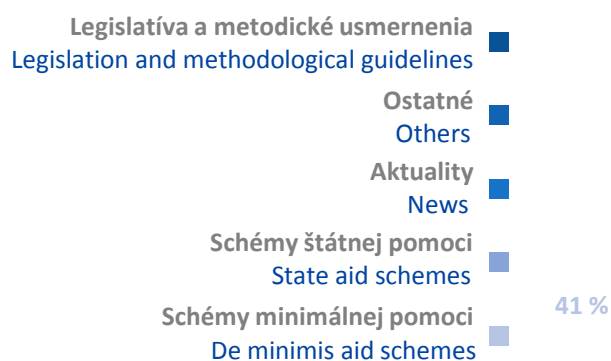 Legislatíva a metodické usmernenia
Legislation and methodological guidelines
Ostatné
Others
Aktuality
News
Schémy štátnej pomoci
State aid schemes
41 %
Schémy minimálnej pomoci
De minimis aid schemes